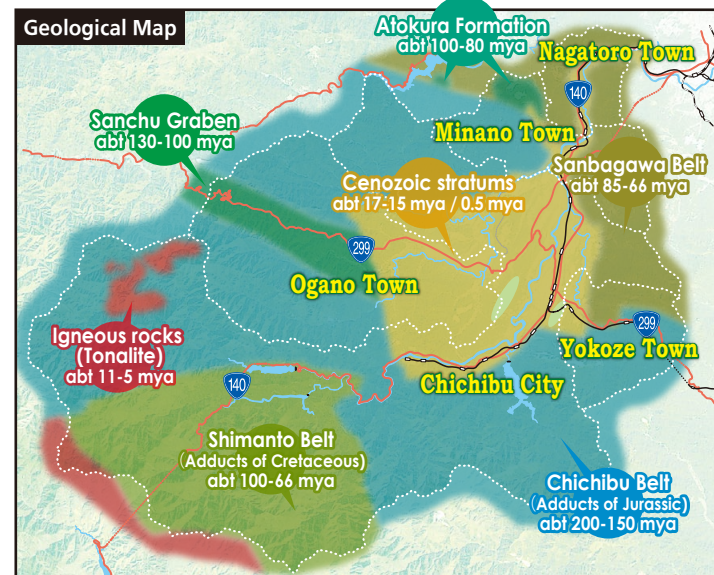 Geological Map
Atokura Formation
abt 100-80 mya
Nagatoro Town
140
Sanchu Graben
abt 130-100 mya
Minano Town
Sanbagawa Belt
abt 85-66 mya
Cenozoic stratums
abt 17-15 mya / 0.5 mya
299
Ogano Town
Igneous rocks
(Tonalite)
abt 11-5 mya
299
Yokoze Town
140
Chichibu City
Shimanto Belt
(Adducts of Cretaceous)
abt 100-66 mya
Chichibu Belt
(Adducts of Jurassic)
abt 200-150 mya